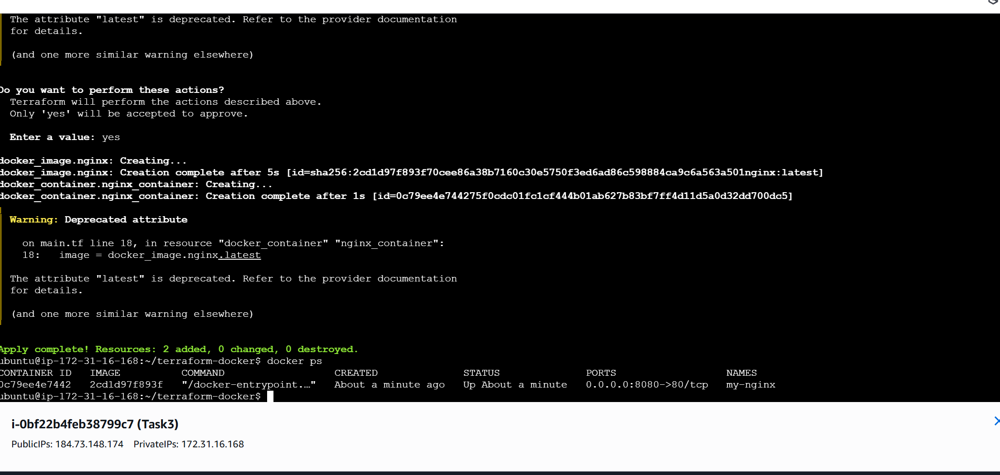 The attribute "latest" is deprecated. Refer to the provider documentation
for details.
(and one more similar warning elsewhere)
Do you want to perform these actions?
Terraform will perform the actions described above.
Only 'yes' will be accepted to approve.
Enter a value: yes
docker_image.nginx: Creating...
docker_image.nginx: Creation complete after 5s [id=sha256:2cd1d97f893f70cee86a38b7160c30e5750f3ed6ad86c598884ca9c6a563a501nginx:latest]
docker_container.nginx_container: Creating...
docker_container.nginx_container: Creation complete after 1s [id=0c79ee4e744275f0cdc01fc1cf444b01ab627b83bf7ff4d11d5a0d32dd700dc5]
Warning: Deprecated attribute
on main.tf line 18, in resource "docker_container" "nginx_container":
18:   image = docker_image.nginx.latest
The attribute "latest" is deprecated. Refer to the provider documentation
for details.
(and one more similar warning elsewhere)
Apply complete! Resources: 2 added, 0 changed, 0 destroyed.
ubuntu@ip-172-31-16-168:~/terraform-docker$ docker ps
CONTAINER ID   IMAGE          COMMAND                  CREATED              STATUS              PORTS                  NAMES
0c79ee4e7442   2cd1d97f893f   "/docker-entrypoint.…"   About a minute ago   Up About a minute   0.0.0.0:8080->80/tcp   my-nginx
ubuntu@ip-172-31-16-168:~/terraform-docker$
i-0bf22b4feb38799c7 (Task3)
PublicIPs: 184.73.148.174    PrivateIPs: 172.31.16.168